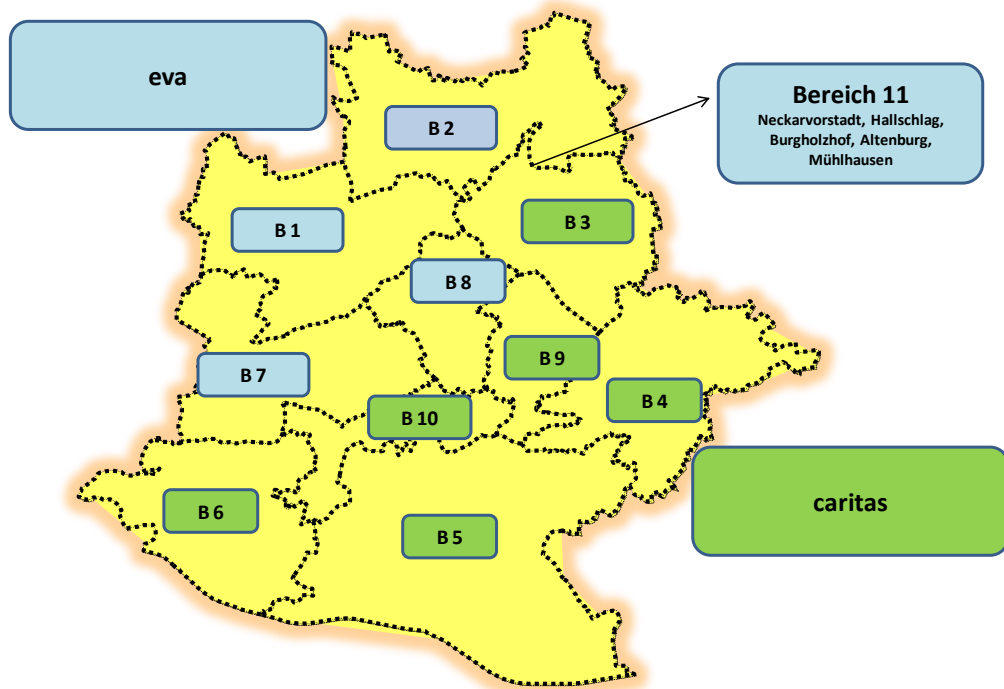 eva
Bereich 11
Neckarvorstadt, Hallschlag,
Burgholzhof, Altenburg,
Mühlhausen
B 2
B 1
B 3
B 8
B 9
B 7
B 4
B 10
B 6
B 5
caritas